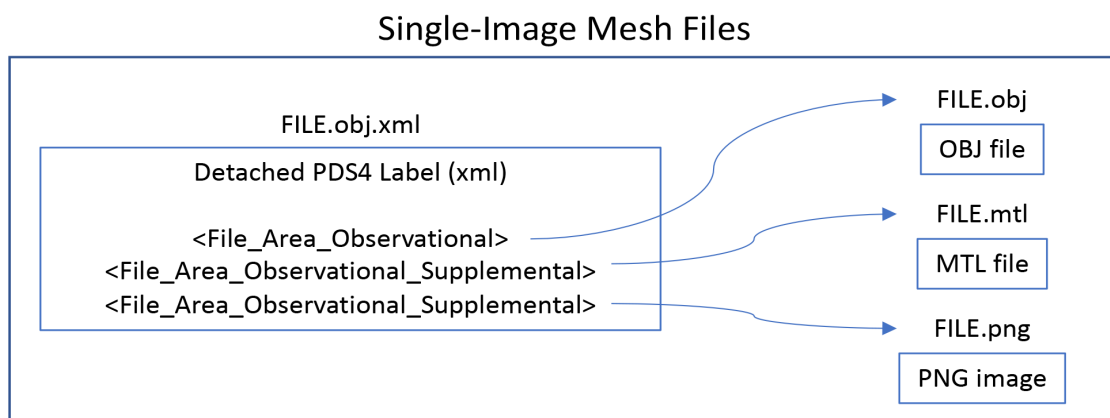 Single-Image Mesh Files
FILE.obj.xml
Detached PDS4 Label (xml)
<File_Area_Observational>
<File_Area_Observational_Supplemental>
<File_Area_Observational_Supplemental>
FILE.obj
OBJ file
FILE.mtl
MTL file
FILE.png
PNG image